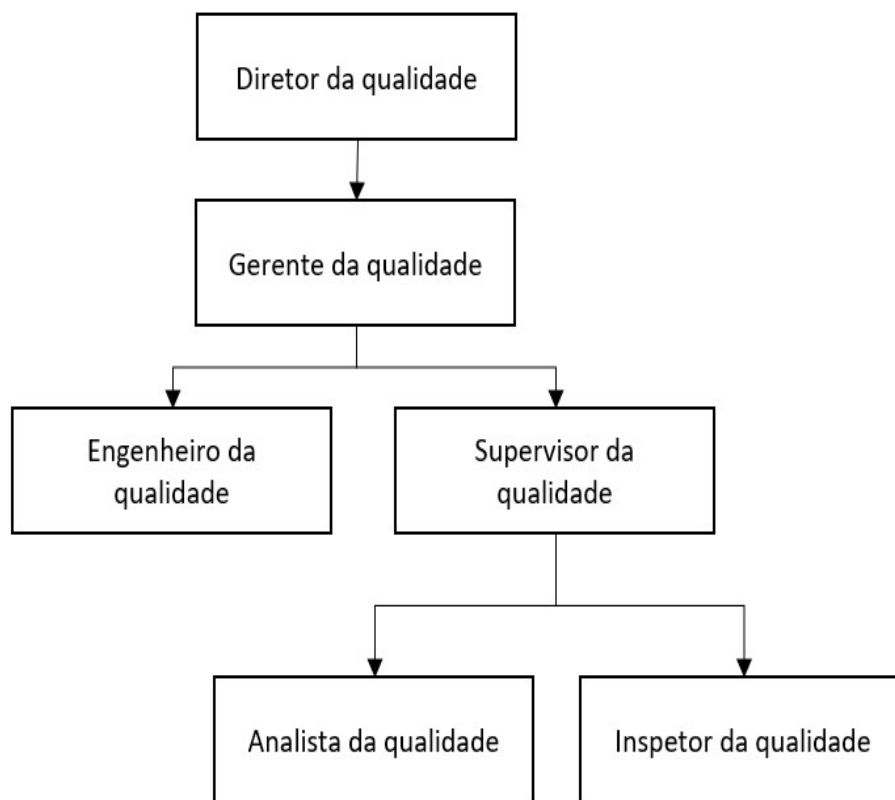 Diretor da qualidade
Gerente da qualidade
Engenheiro da
qualidade
Supervisor da
qualidade
Analista da qualidade
Inspetor da qualidade